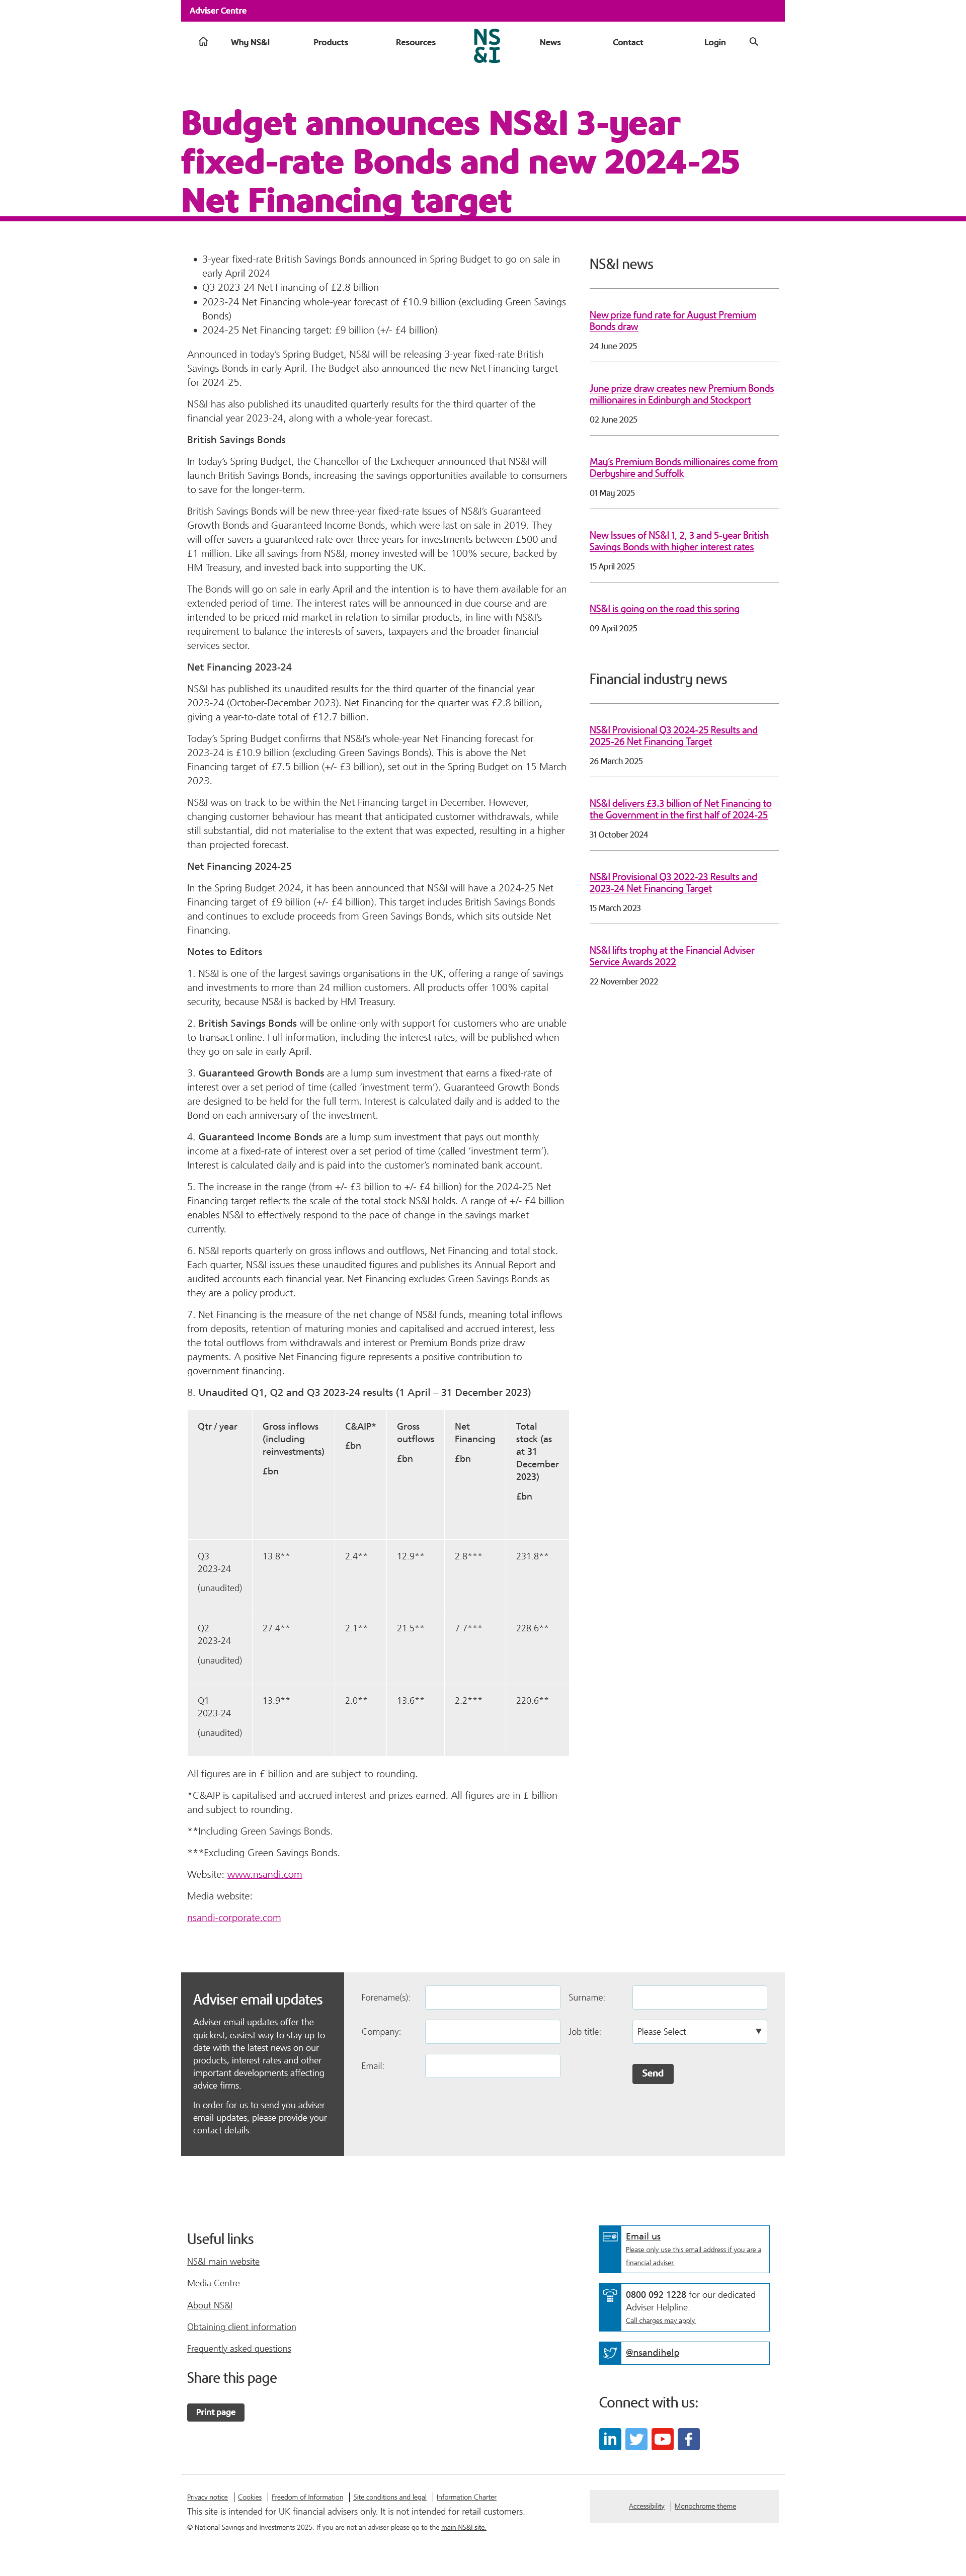 Adviser Centre
Why NS&I
Products
Resources
NS
&I
News
Contact
Login
Budget announces NS&I 3-year
fixed-rate Bonds and new 2024-25
Net Financing target
• 3-year fixed-rate British Savings Bonds announced in Spring Budget to go on sale in
early April 2024
• Q3 2023-24 Net Financing of £2.8 billion
• 2023-24 Net Financing whole-year forecast of £10.9 billion (excluding Green Savings
Bonds)
• 2024-25 Net Financing target: £9 billion (+/- £4 billion)
Announced in today's Spring Budget, NS&I will be releasing 3-year fixed-rate British
Savings Bonds in early April. The Budget also announced the new Net Financing target
for 2024-25.
NS&I has also published its unaudited quarterly results for the third quarter of the
financial year 2023-24, along with a whole-year forecast.
British Savings Bonds
In today's Spring Budget, the Chancellor of the Exchequer announced that NS&I will
launch British Savings Bonds, increasing the savings opportunities available to consumers
to save for the longer-term.
British Savings Bonds will be new three-year fixed-rate Issues of NS&I's Guaranteed
Growth Bonds and Guaranteed Income Bonds, which were last on sale in 2019. They
will offer savers a guaranteed rate over three years for investments between £500 and
£1 million. Like all savings from NS&I, money invested will be 100% secure, backed by
HM Treasury, and invested back into supporting the UK.
The Bonds will go on sale in early April and the intention is to have them available for an
extended period of time. The interest rates will be announced in due course and are
intended to be priced mid-market in relation to similar products, in line with NS&I's
requirement to balance the interests of savers, taxpayers and the broader financial
services sector.
Net Financing 2023-24
NS&I has published its unaudited results for the third quarter of the financial year
2023-24 (October-December 2023). Net Financing for the quarter was £2.8 billion,
giving a year-to-date total of £12.7 billion.
Today's Spring Budget confirms that NS&I's whole-year Net Financing forecast for
2023-24 is £10.9 billion (excluding Green Savings Bonds). This is above the Net
Financing target of £7.5 billion (+/- £3 billion), set out in the Spring Budget on 15 March
2023.
NS&I was on track to be within the Net Financing target in December. However,
changing customer behaviour has meant that anticipated customer withdrawals, while
still substantial, did not materialise to the extent that was expected, resulting in a higher
than projected forecast.
Net Financing 2024-25
In the Spring Budget 2024, it has been announced that NS&I will have a 2024-25 Net
Financing target of £9 billion (+/- £4 billion). This target includes British Savings Bonds
and continues to exclude proceeds from Green Savings Bonds, which sits outside Net
Financing.
Notes to Editors
1. NS&I is one of the largest savings organisations in the UK, offering a range of savings
and investments to more than 24 million customers. All products offer 100% capital
security, because NS&I is backed by HM Treasury.
2. British Savings Bonds will be online-only with support for customers who are unable
to transact online. Full information, including the interest rates, will be published when
they go on sale in early April.
3. Guaranteed Growth Bonds are a lump sum investment that earns a fixed-rate of
interest over a set period of time (called 'investment term'). Guaranteed Growth Bonds
are designed to be held for the full term. Interest is calculated daily and is added to the
Bond on each anniversary of the investment.
4. Guaranteed Income Bonds are a lump sum investment that pays out monthly
income at a fixed-rate of interest over a set period of time (called 'investment term').
Interest is calculated daily and is paid into the customer's nominated bank account.
5. The increase in the range (from +/- £3 billion to +/- £4 billion) for the 2024-25 Net
Financing target reflects the scale of the total stock NS&I holds. A range of +/- £4 billion
enables NS&I to effectively respond to the pace of change in the savings market
currently.
6. NS&I reports quarterly on gross inflows and outflows, Net Financing and total stock.
Each quarter, NS&I issues these unaudited figures and publishes its Annual Report and
audited accounts each financial year. Net Financing excludes Green Savings Bonds as
they are a policy product.
7. Net Financing is the measure of the net change of NS&I funds, meaning total inflows
from deposits, retention of maturing monies and capitalised and accrued interest, less
the total outflows from withdrawals and interest or Premium Bonds prize draw
payments. A positive Net Financing figure represents a positive contribution to
government financing.
8. Unaudited Q1, Q2 and Q3 2023-24 results (1 April – 31 December 2023)
Qtr / year
Gross inflows
(including
reinvestments)
£bn
C&AIP*
£bn
Gross
outflows
£bn
Net
Financing
£bn
Total
stock (as
at 31
December
2023)
£bn
Q3
2023-24
(unaudited)
13.8**
2.4**
12.9**
2.8***
231.8**
Q2
2023-24
(unaudited)
27.4**
2.1**
21.5**
7.7***
228.6**
Q1
2023-24
(unaudited)
13.9**
2.0**
13.6**
2.2***
220.6**
All figures are in £ billion and are subject to rounding.
*C&AIP is capitalised and accrued interest and prizes earned. All figures are in £ billion
and subject to rounding.
**Including Green Savings Bonds.
***Excluding Green Savings Bonds.
Website: www.nsandi.com
Media website:
nsandi-corporate.com
NS&I news
New prize fund rate for August Premium
Bonds draw
24 June 2025
June prize draw creates new Premium Bonds
millionaires in Edinburgh and Stockport
02 June 2025
May's Premium Bonds millionaires come from
Derbyshire and Suffolk
01 May 2025
New Issues of NS&I 1, 2, 3 and 5-year British
Savings Bonds with higher interest rates
15 April 2025
NS&I is going on the road this spring
09 April 2025
Financial industry news
NS&I Provisional Q3 2024-25 Results and
2025-26 Net Financing Target
26 March 2025
NS&I delivers £3.3 billion of Net Financing to
the Government in the first half of 2024-25
31 October 2024
NS&I Provisional Q3 2022-23 Results and
2023-24 Net Financing Target
15 March 2023
NS&I lifts trophy at the Financial Adviser
Service Awards 2022
22 November 2022
Adviser email updates
Adviser email updates offer the
quickest, easiest way to stay up to
date with the latest news on our
products, interest rates and other
important developments affecting
advice firms.
In order for us to send you adviser
email updates, please provide your
contact details.
Forename(s):
Surname:
Company:
Job title:
Please Select
Email:
Send
Useful links
NS&I main website
Media Centre
About NS&I
Obtaining client information
Frequently asked questions
Share this page
Print page
Email us
Please only use this email address if you are a
financial adviser.
0800 092 1228 for our dedicated
Adviser Helpline.
Call charges may apply.
@nsandihelp
Connect with us:
Privacy notice
Cookies
Freedom of Information
Site conditions and legal
Information Charter
This site is intended for UK financial advisers only. It is not intended for retail customers.
© National Savings and Investments 2025. If you are not an adviser please go to the main NS&I site.
Accessibility
Monochrome theme